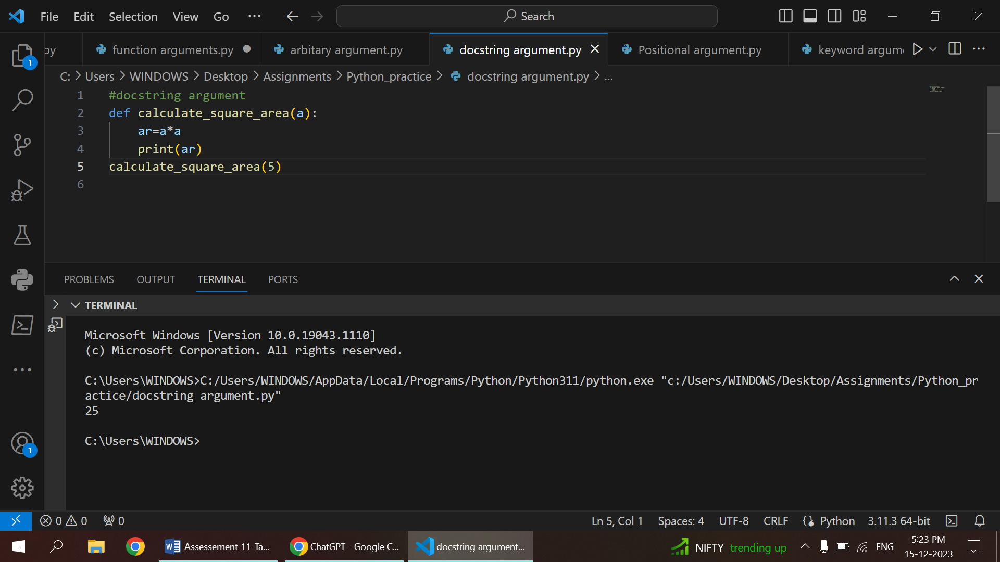 File Edit Selection View Go ··· Search
py function arguments.py arbitary argument.py docstring argument.py Positional argument.py keyword argum
C: > Users > WINDOWS > Desktop > Assignments > Python_practice > docstring argument.py > ...
1 #docstring argument
2 def calculate_square_area(a):
3 ar=a*a
4 print(ar)
5 calculate_square_area(5)
6
PROBLEMS OUTPUT TERMINAL PORTS
TERMINAL
Microsoft Windows [Version 10.0.19043.1110]
(c) Microsoft Corporation. All rights reserved.
C:\Users\WINDOWS>C:/Users/WINDOWS/AppData/Local/Programs/Python/Python311/python.exe "c:/Users/WINDOWS/Desktop/Assignments/Python_pr
actice/docstring argument.py"
25
C:\Users\WINDOWS>
1
1
0 0 0 Ln 5, Col 1 Spaces: 4 UTF-8 CRLF Python 3.11.3 64-bit
Assessement 11-Ta... ChatGPT - Google C... docstring argument... NIFTY trending up ENG
5:23 PM
15-12-2023